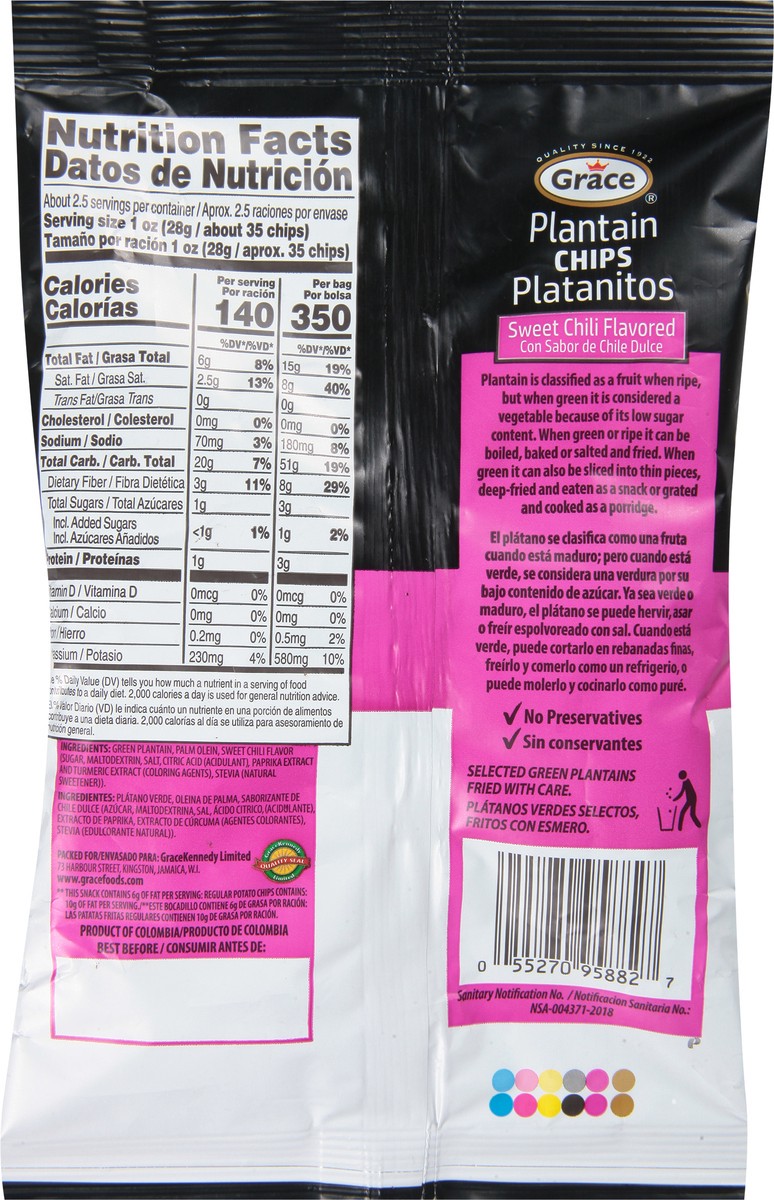 Nutrition Facts
Datos de Nutrición
About 2.5 servings per container / Aprox. 2.5 raciones por envase
Serving size 1 oz (28g / about 35 chips)
Tamaño por ración 1 oz (28g / aprox. 35 chips)
Calories
Calorías
Per serving
Por ración
140
Per bag
Por bolsa
350
%DV*/%VD* %DV*/%VD*
Total Fat / Grasa Total 6g 8% 15g 19%
Sat. Fat / Grasa Sat. 2.5g 13% 8g 40%
Trans Fat/Grasa Trans 0g 0g
Cholesterol / Colesterol 0mg 0% 0mg 0%
Sodium / Sodio 70mg 3% 180mg 8%
Total Carb. / Carb. Total 20g 7% 51g 19%
Dietary Fiber / Fibra Dietética 3g 11% 8g 29%
Total Sugars / Total Azúcares 1g 3g
Incl. Added Sugars
Incl. Azúcares Añadidos <1g 1% 1g 2%
rotein / Proteínas 1g 3g
amin D / Vitamina D 0mcg 0% 0mcg 0%
alcium / Calcio 0mg 0% 0mg 0%
on / Hierro 0.2mg 0% 0.5mg 2%
assium / Potasio 230mg 4% 580mg 10%
e % Daily Value (DV) tells you how much a nutrient in a serving of food
butes to a daily diet. 2,000 calories a day is used for general nutrition advice.
Valor Diario (VD) le indica cuánto un nutriente en una porción de alimentos
ontribuye a una dieta diaria. 2,000 calorías al día se utiliza para asesoramiento de
nutrición general.
INGREDIENTS: GREEN PLANTAIN, PALM OLEIN, SWEET CHILI FLAVOR
(SUGAR, MALTODEXTRIN, SALT, CITRIC ACID (ACIDULANT), PAPRIKA EXTRACT
AND TURMERIC EXTRACT (COLORING AGENTS), STEVIA (NATURAL
SWEETENER)).
INGREDIENTES: PLÁTANO VERDE, OLEINA DE PALMA, SABORIZANTE DE
CHILE DULCE (AZÚCAR, MALTODEXTRINA, SAL, ÁCIDO CITRICO, (ACIDULANTE),
EXTRACTO DE PAPRIKA, EXTRACTO DE CÚRCUMA (AGENTES COLORANTES),
STEVIA (EDULCORANTE NATURAL)).
PACKED FOR/ENVASADO PARA: GraceKennedy Limited
73 HARBOUR STREET, KINGSTON, JAMAICA, W.I.
www.gracefoods.com
GraceKennedy
QUALITY SEAL
Limited
** THIS SNACK CONTAINS 6g OF FAT PER SERVING: REGULAR POTATO CHIPS CONTAINS:
10g OF FAT PER SERVING./**ESTE BOCADILLO CONTIENE 6g DE GRASA POR RACIÓN:
LAS PATATAS FRITAS REGULARES CONTIENEN 10g DE GRASA POR RACIÓN.
PRODUCT OF COLOMBIA/PRODUCTO DE COLOMBIA
BEST BEFORE / CONSUMIR ANTES DE:
QUALITY SINCE 1922
Grace
®
Plantain
CHIPS
Platanitos
Sweet Chili Flavored
Con Sabor de Chile Dulce
Plantain is classified as a fruit when ripe,
but when green it is considered a
vegetable because of its low sugar
content. When green or ripe it can be
boiled, baked or salted and fried. When
green it can also be sliced into thin pieces,
deep-fried and eaten as a snack or grated
and cooked as a porridge.
El plátano se clasifica como una fruta
cuando está maduro; pero cuando está
verde, se considera una verdura por su
bajo contenido de azúcar. Ya sea verde o
maduro, el plátano se puede hervir, asar
o freír espolvoreado con sal. Cuando está
verde, puede cortarlo en rebanadas finas,
freírlo y comerlo como un refrigerio, o
puede molerlo y cocinarlo como puré.
✓ No Preservatives
✓ Sin conservantes
SELECTED GREEN PLANTAINS
FRIED WITH CARE.
PLÁTANOS VERDES SELECTOS,
FRITOS CON ESMERO.
0 55270 95882 7
Sanitary Notification No. / Notificacion Sanitaria No.:
NSA-004371-2018